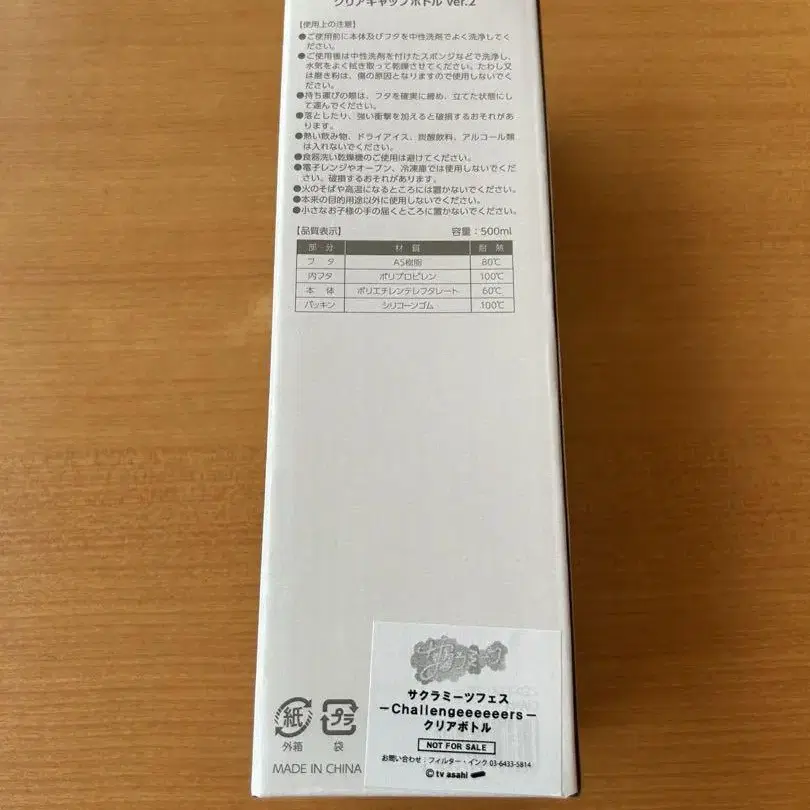 クリアキャップボトル ver.2
【使用上の注意】
●ご使用前に本体及びフタを中性洗剤でよく洗浄してく
ださい。
●ご使用後は中性洗剤を付けたスポンジなどで洗浄し、
水気をよく拭き取って乾燥させてください。たわし又
は磨き粉は、傷の原因となりますので使用しないでく
ださい。
●持ち運びの際は、フタを確実に締め、立てた状態にし
て運んでください。
●落としたり、強い衝撃を加えると破損するおそれがあ
ります。
●熱い飲み物、ドライアイス、炭酸飲料、アルコール類
は入れないでください。
●食器洗い乾燥機のご使用は避けてください。
●電子レンジやオーブン、冷凍庫では使用しないでくだ
さい。破損するおそれがあります。
●火のそばや高温になるところには置かないでください。
●本来の目的用途以外に使用しないでください。
●小さなお子様の手の届くところに置かないでください。
【品質表示】 容量:500ml
部 分 材 質 耐 熱
フ タ AS樹脂 80℃
内フタ ポリプロピレン 100℃
本 体 ポリエチレンテレフタレート 60℃
パッキン シリコーンゴム 100℃
サクラミーツフェス
−Challengeeeeeers−
クリアボトル
NOT FOR SALE
お問い合わせ:フィルター・インク 03-6433-5814
©tv asahi
紙 プラ
外箱 袋
MADE IN CHINA